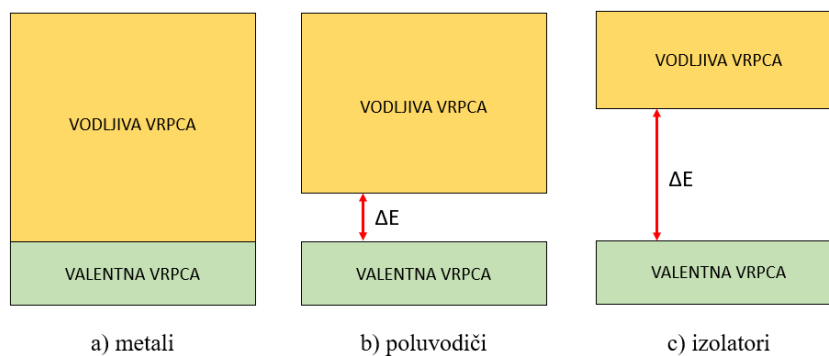 VODLJIVA VRPCA
VALENTNA VRPCA
a) metali
VODLJIVA VRPCA
ΔE
VALENTNA VRPCA
b) poluvodiči
VODLJIVA VRPCA
ΔE
VALENTNA VRPCA
c) izolatori